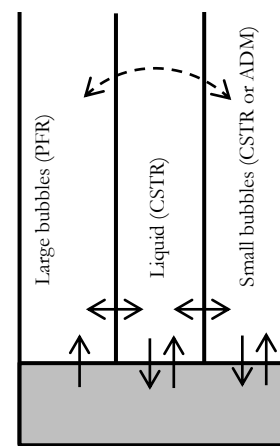 Large bubbles (PFR)
Liquid (CSTR)
Small bubbles (CSTR or ADM)